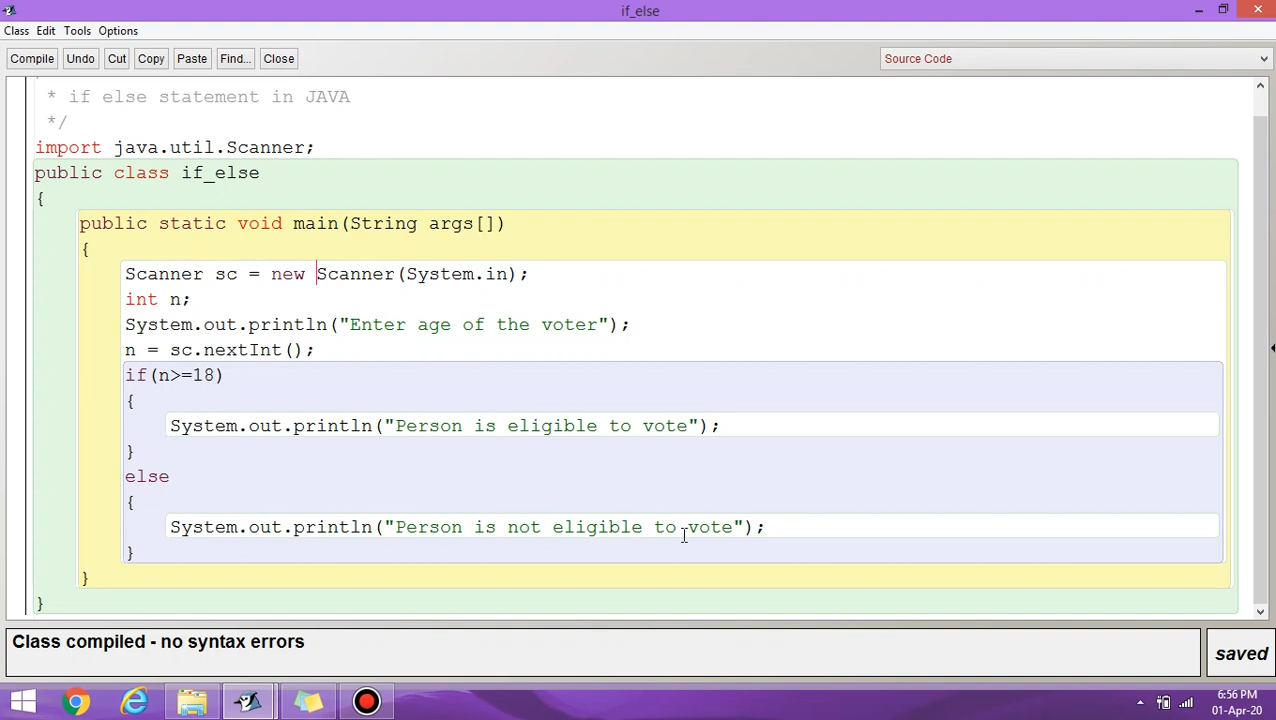 if_else
Class Edit Tools Options
Compile Undo Cut Copy Paste Find... Close Source Code
* if else statement in JAVA
*/
import java.util.Scanner;
public class if_else
{
public static void main(String args[])
{
Scanner sc = new Scanner(System.in);
int n;
System.out.println("Enter age of the voter");
n = sc.nextInt();
if(n>=18)
{
System.out.println("Person is eligible to vote");
}
else
{
System.out.println("Person is not eligible to vote");
}
}
}
Class compiled - no syntax errors
saved
6:56 PM
01-Apr-20